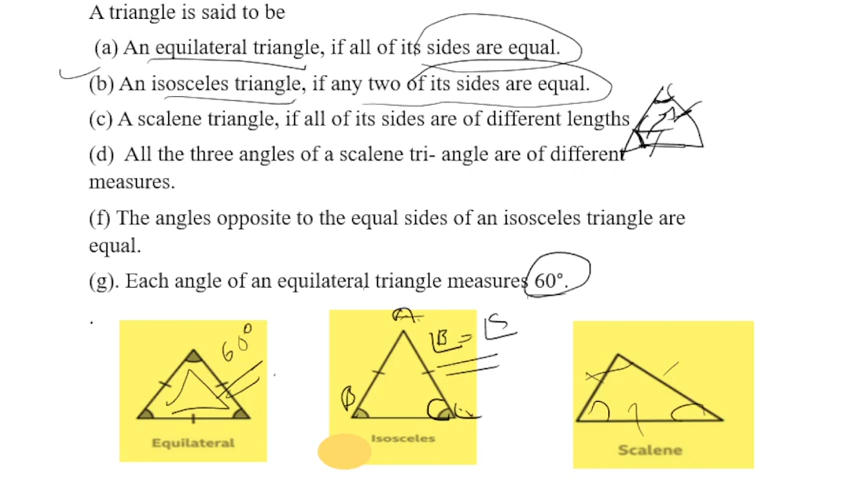 A triangle is said to be
(a) An equilateral triangle, if all of its sides are equal.
(b) An isosceles triangle, if any two of its sides are equal.
(c) A scalene triangle, if all of its sides are of different lengths
(d) All the three angles of a scalene tri- angle are of different
measures.
(f) The angles opposite to the equal sides of an isosceles triangle are
equal.
(g). Each angle of an equilateral triangle measures 60°.
.
60°
A
B
C
Equilateral
Isosceles
Scalene